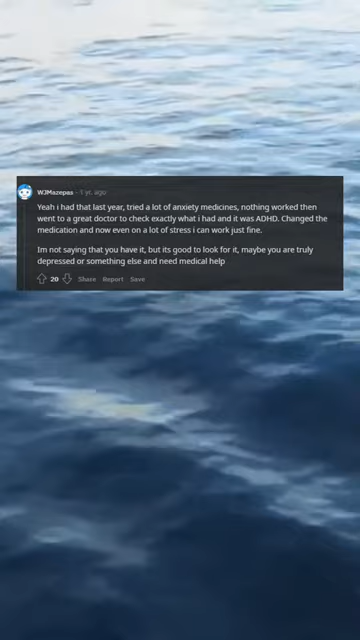 WJMazepas · 1 yr. ago
Yeah i had that last year, tried a lot of anxiety medicines, nothing worked then
went to a great doctor to check exactly what i had and it was ADHD. Changed the
medication and now even on a lot of stress i can work just fine.
Im not saying that you have it, but its good to look for it, maybe you are truly
depressed or something else and need medical help
20 Share Report Save